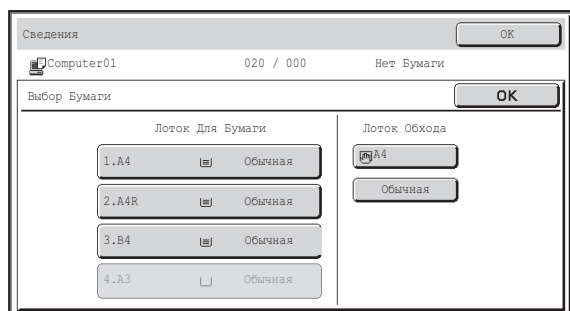 Сведения OK
Computer01 020 / 000 Нет Бумаги
Выбор Бумаги OK
Лоток Для Бумаги Лоток Обхода
1.A4 Обычная A4
2.A4R Обычная Обычная
3.B4 Обычная
4.A3 Обычная